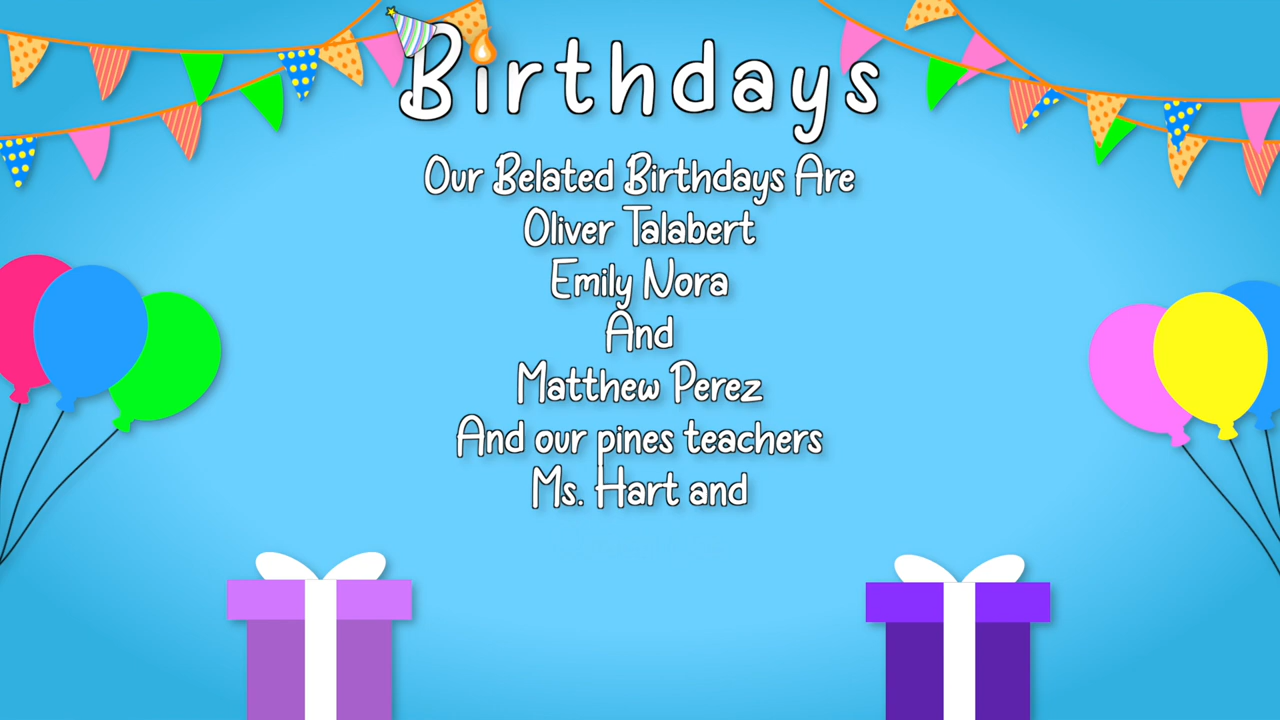 Birthdays
Our Belated Birthdays Are
Oliver Talabert
Emily Nora
And
Matthew Perez
And our pines teachers
Ms. Hart and